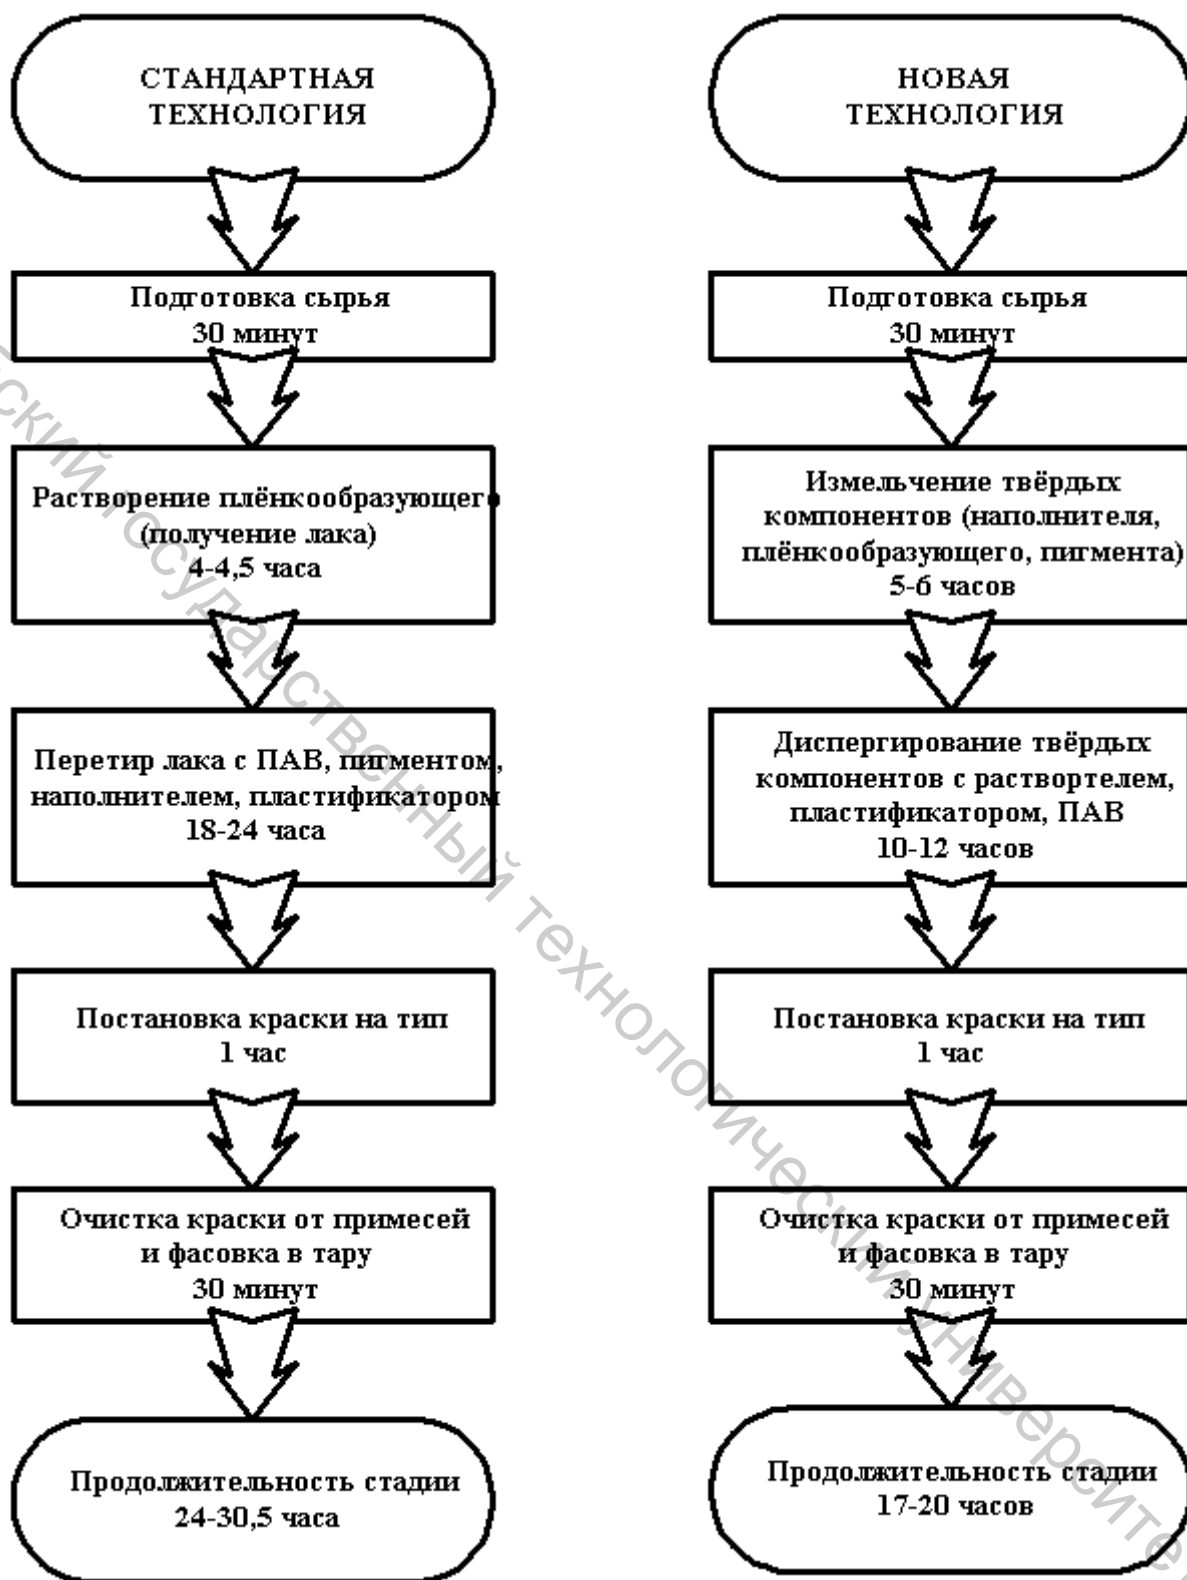 СТАНДАРТНАЯ
ТЕХНОЛОГИЯ
Подготовка сырья
30 минут
Растворение плёнкообразующего
(получение лака)
4-4,5 часа
Перетир лака с ПАВ, пигментом,
наполнителем, пластификатором
18-24 часа
Постановка краски на тип
1 час
Очистка краски от примесей
и фасовка в тару
30 минут
Продолжительность стадии
24-30,5 часа
НОВАЯ
ТЕХНОЛОГИЯ
Подготовка сырья
30 минут
Измельчение твёрдых
компонентов (наполнителя,
плёнкообразующего, пигмента)
5-6 часов
Диспергирование твёрдых
компонентов с раствортелем,
пластификатором, ПАВ
10-12 часов
Постановка краски на тип
1 час
Очистка краски от примесей
и фасовка в тару
30 минут
Продолжительность стадии
17-20 часов
государственный технологический